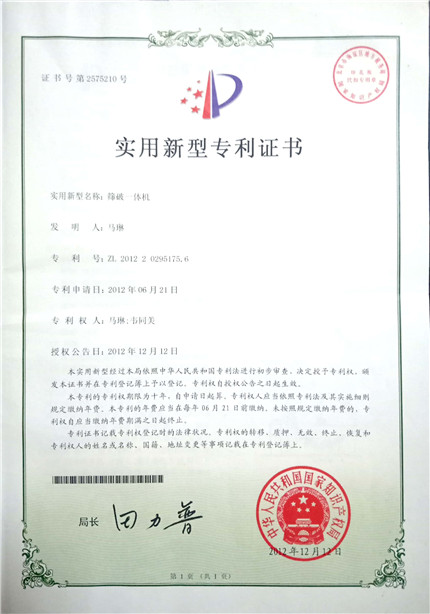 证书号第2575210号
实用新型专利证书
实用新型名称：筛破一体机
发明人：马琳
专利号：ZL 2012 2 0295175.6
专利申请日：2012年06月21日
专利权人：马琳;韦同美
授权公告日：2012年12月12日
本实用新型经过本局依照中华人民共和国专利法进行初步审查，决定授予专利权，颁
发本证书并在专利登记簿上予以登记。专利权自授权公告之日起生效。
本专利的专利权期限为十年，自申请日起算。专利权人应当依照专利法及其实施细则
规定缴纳年费。本专利的年费应当在每年06月21日前缴纳。未按照规定缴纳年费的，专
利权自应当缴纳年费期满之日起终止。
专利证书记载专利权登记时的法律状况。专利权的转移、质押、无效、终止、恢复和
专利权人的姓名或名称、国籍、地址变更等事项记载在专利登记簿上。
局长 田力普
中华人民共和国国家知识产权局
2012年12月12日
第1页（共1页）